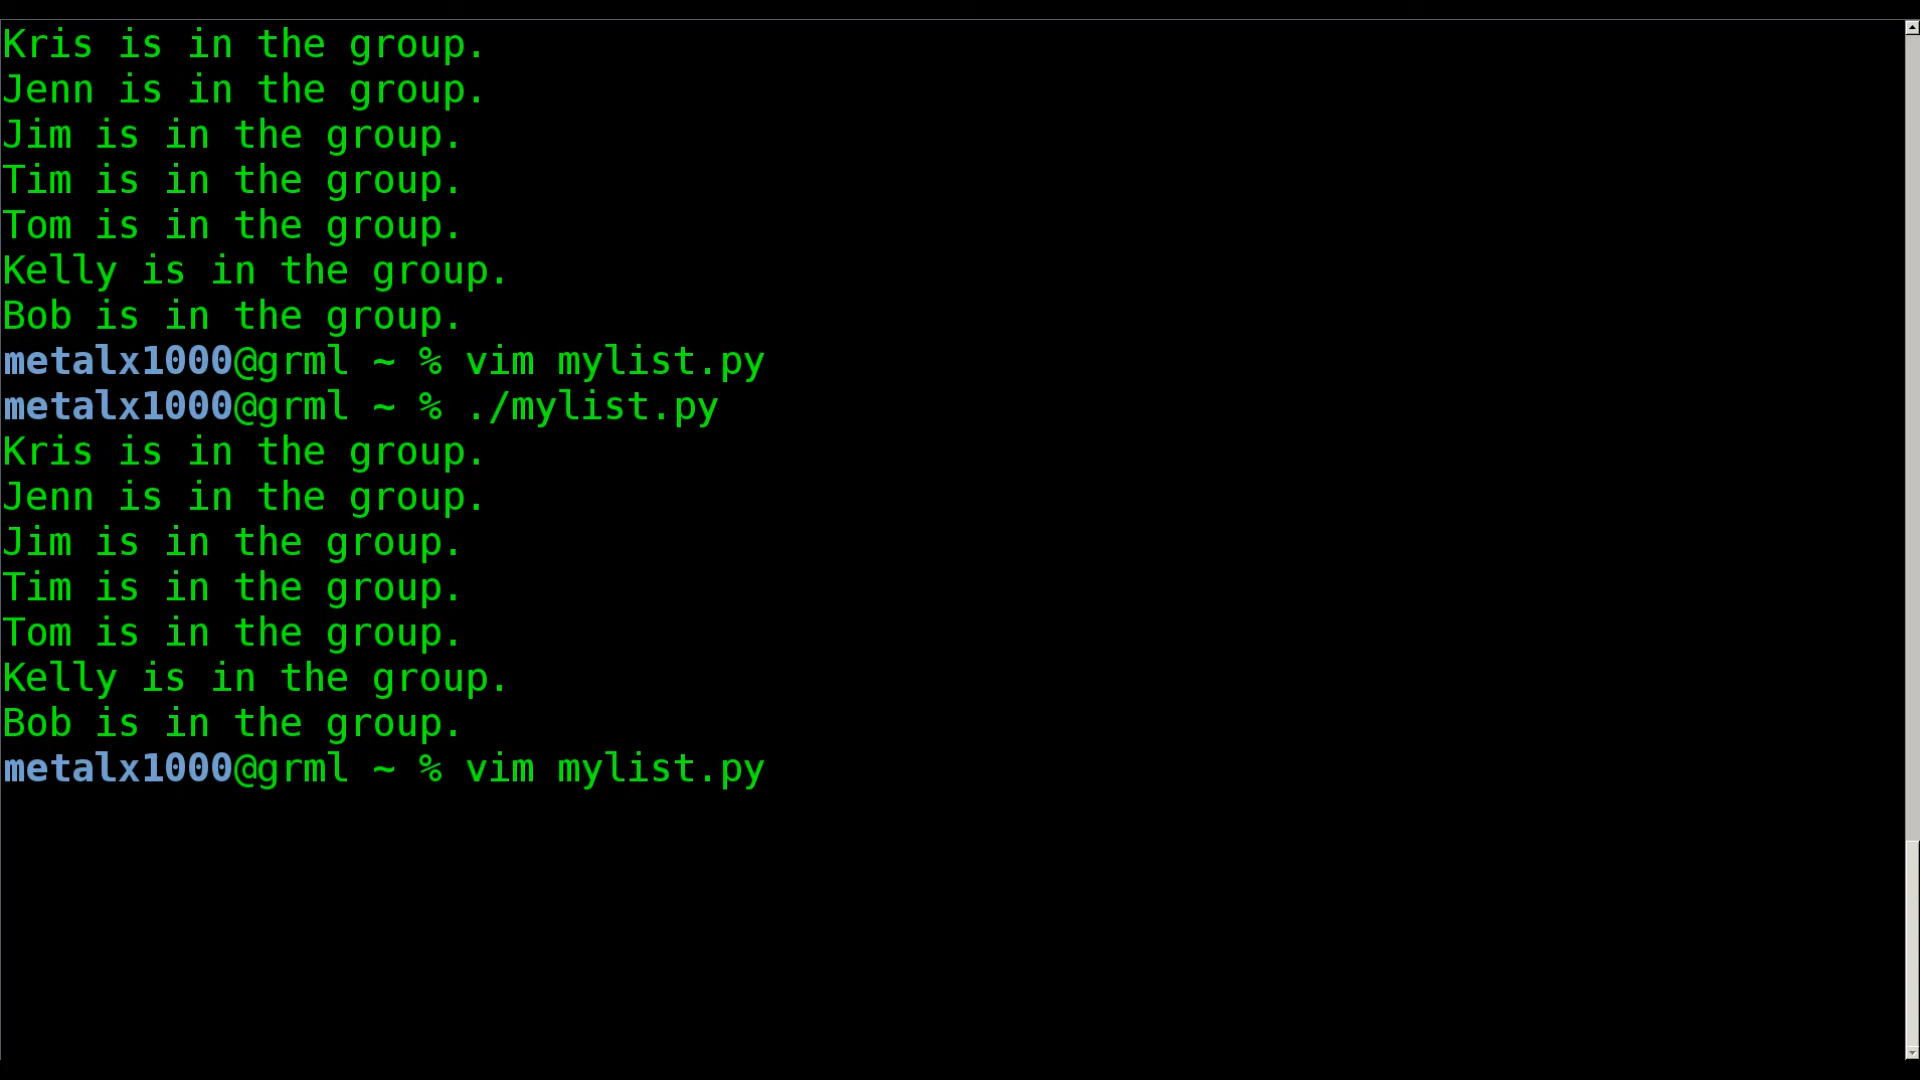 Kris is in the group.
Jenn is in the group.
Jim is in the group.
Tim is in the group.
Tom is in the group.
Kelly is in the group.
Bob is in the group.
metalx1000@grml ~ % vim mylist.py
metalx1000@grml ~ % ./mylist.py
Kris is in the group.
Jenn is in the group.
Jim is in the group.
Tim is in the group.
Tom is in the group.
Kelly is in the group.
Bob is in the group.
metalx1000@grml ~ % vim mylist.py